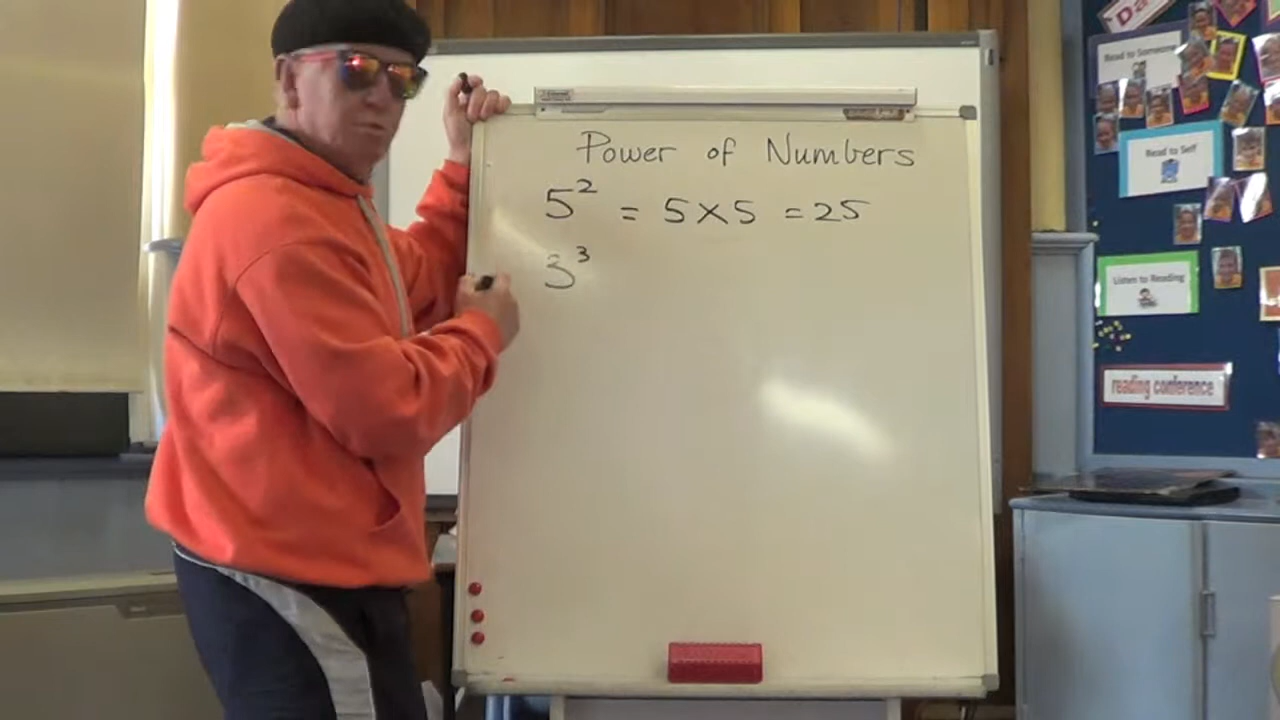 Power of Numbers
5² = 5×5 = 25
3³
Da
Read to Someone
Read to Self
Listen to Reading
reading conference